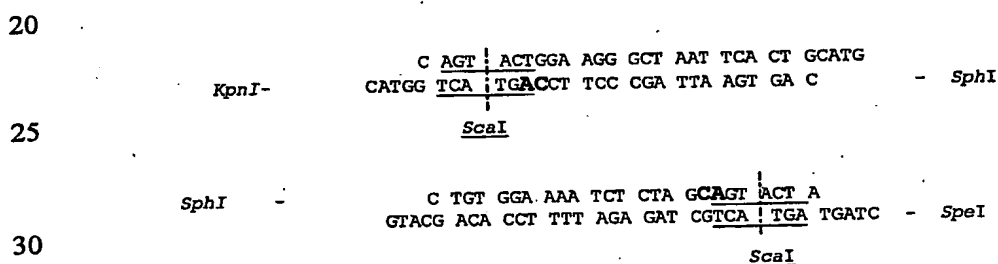 20
C AGT ACTGGA AGG GCT AAT TCA CT GCATG
KpnI- CATGG TCA TGACCT TCC CGA TTA AGT GA C - SphI
ScaI
25
C TGT GGA AAA TCT CTA GCAGT ACT A
SphI - GTACG ACA CCT TTT AGA GAT CGTCA TGA TGATC - SpeI
30
ScaI